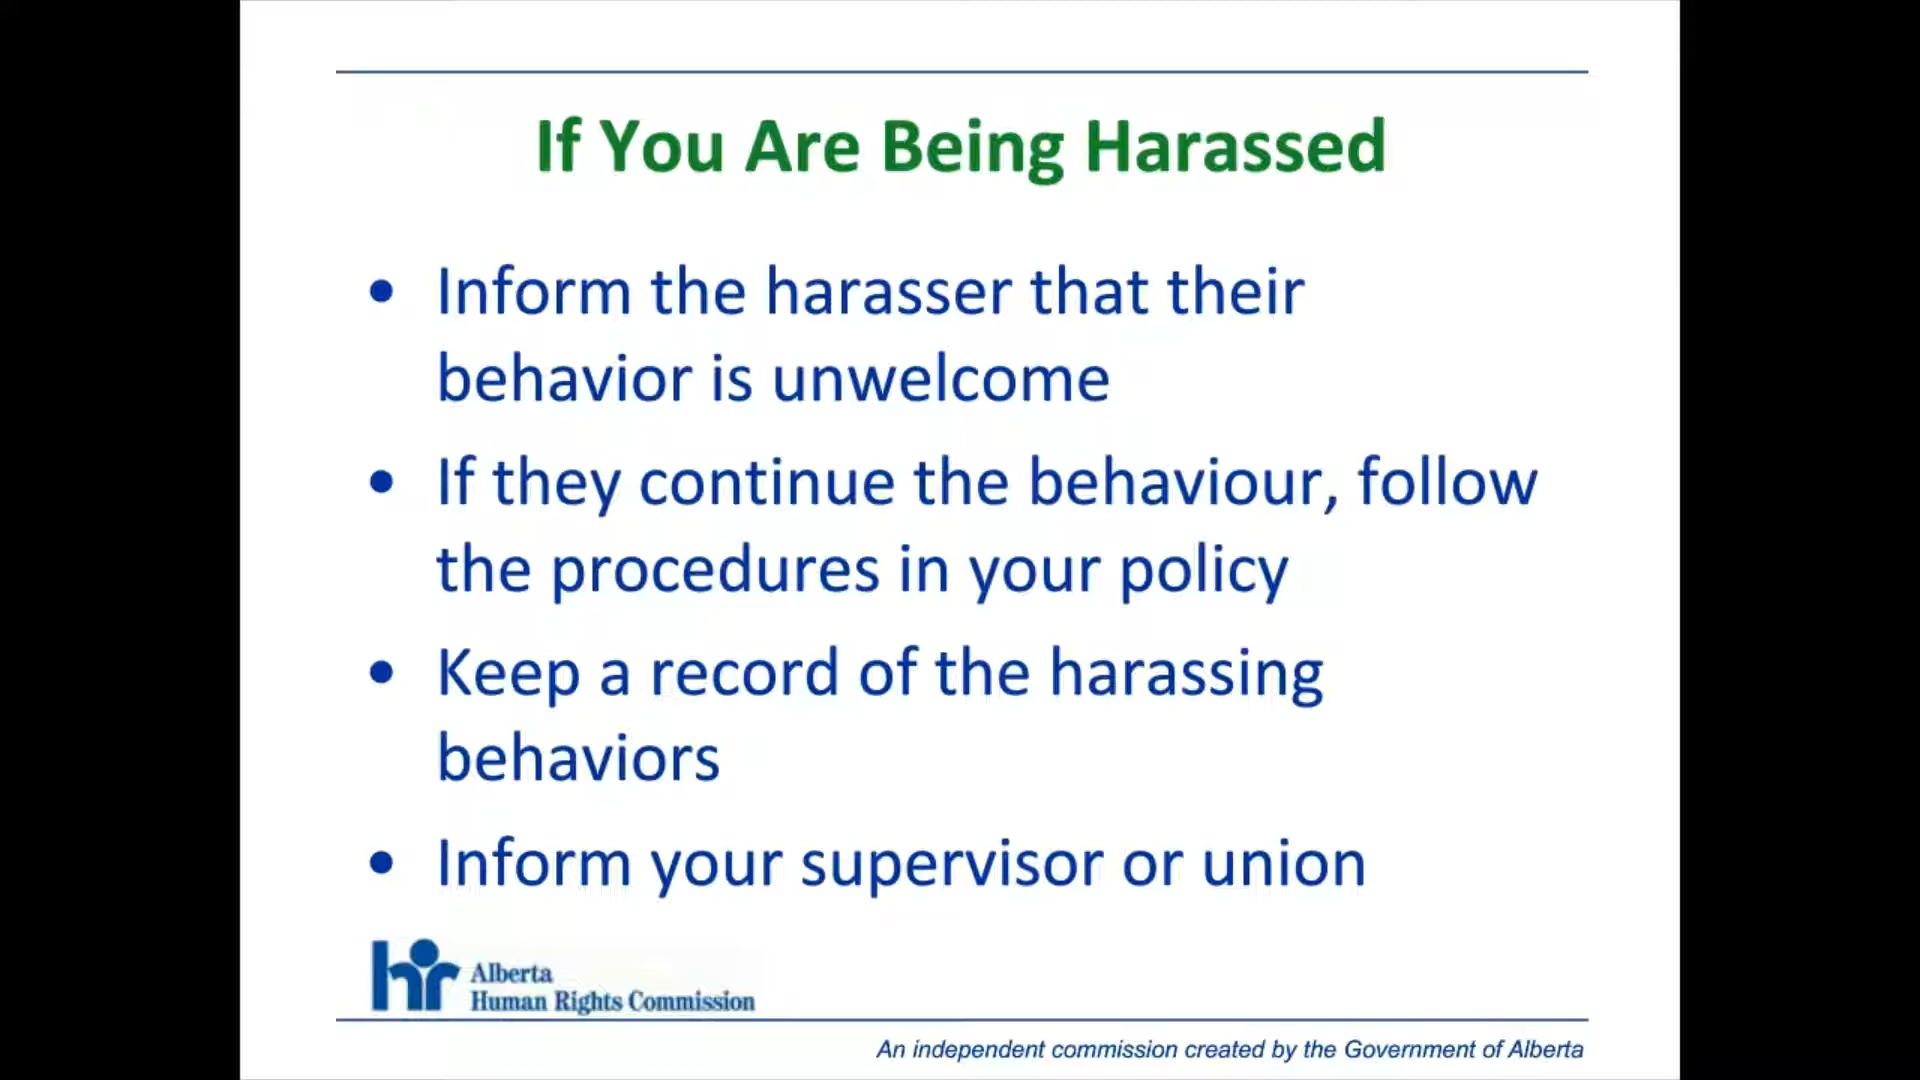 If You Are Being Harassed
• Inform the harasser that their
behavior is unwelcome
• If they continue the behaviour, follow
the procedures in your policy
• Keep a record of the harassing
behaviors
• Inform your supervisor or union
hr Alberta
Human Rights Commission
An independent commission created by the Government of Alberta